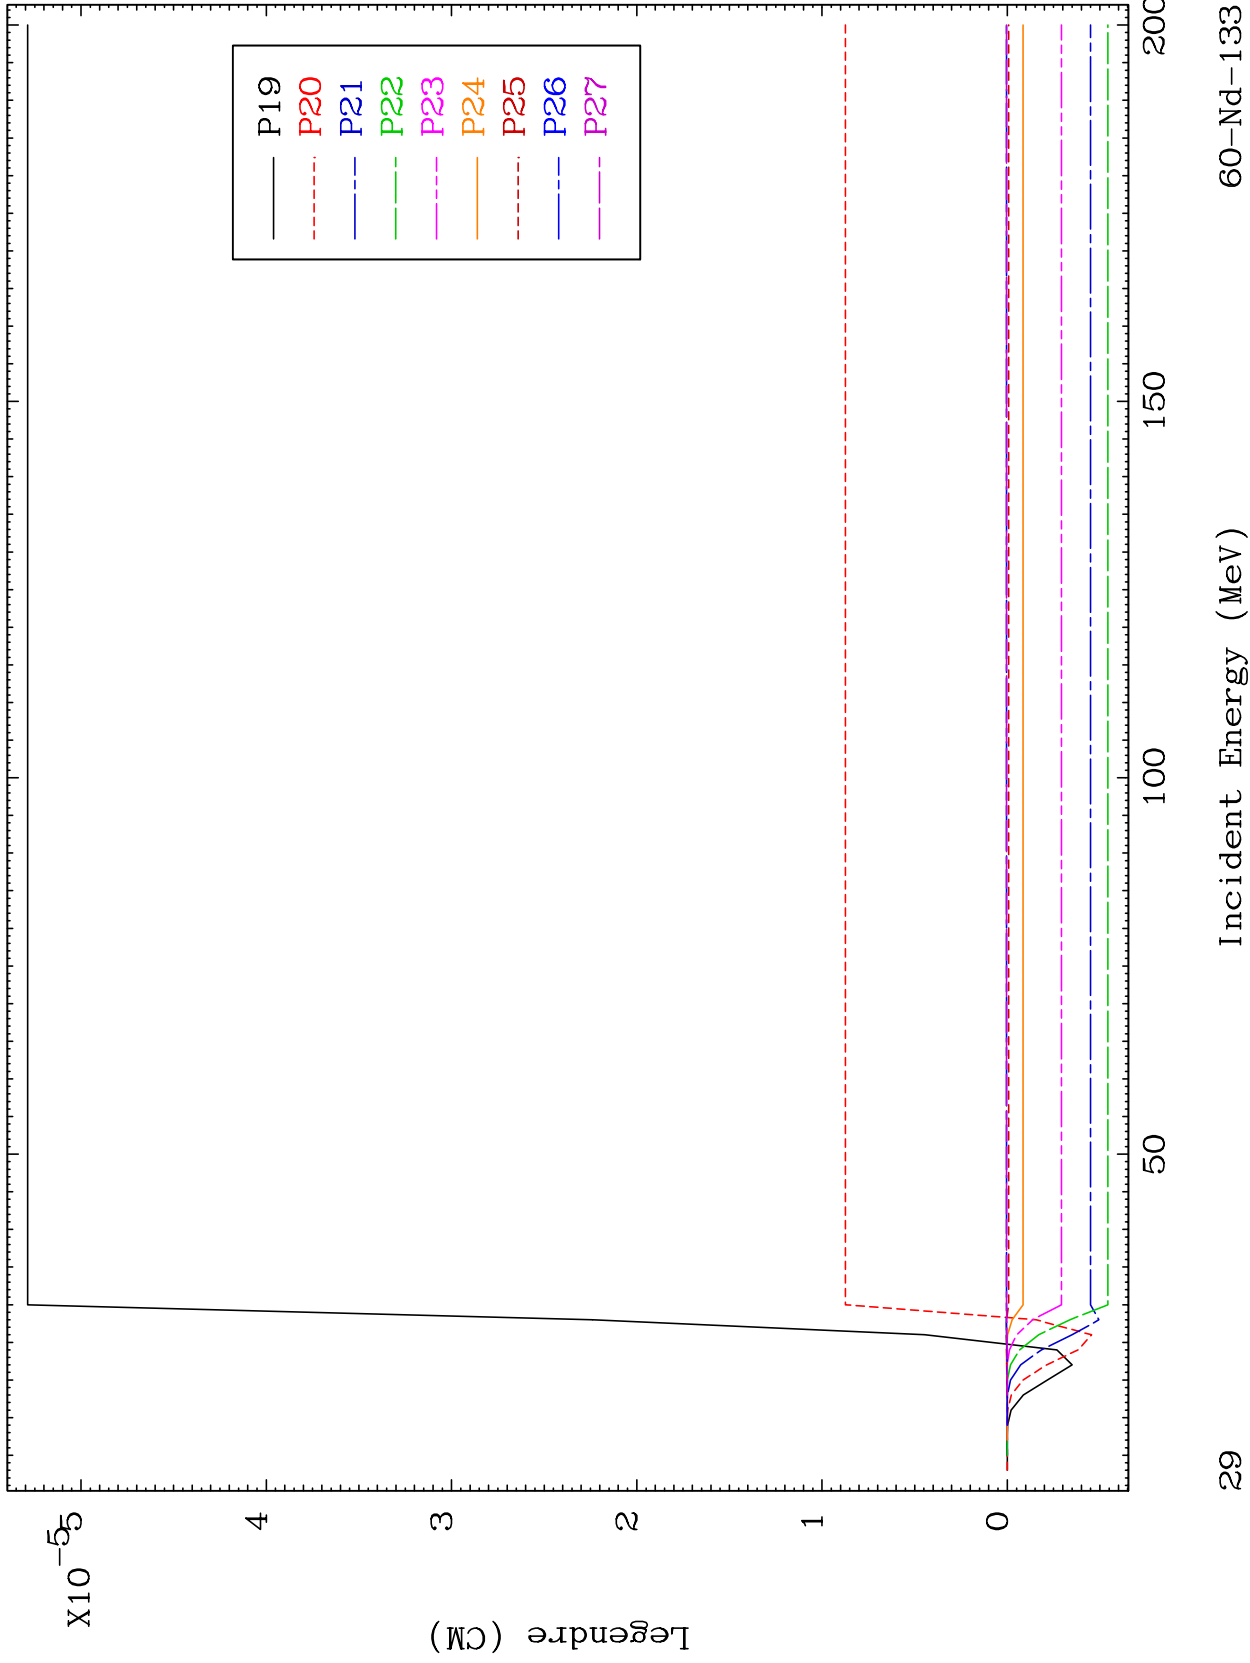 X10-5
5
4
3
2
1
0
Legendre (CM)
P19
P20
P21
P22
P23
P24
P25
P26
P27
50
100
150
200
Incident Energy (MeV)
29
60-Nd-133